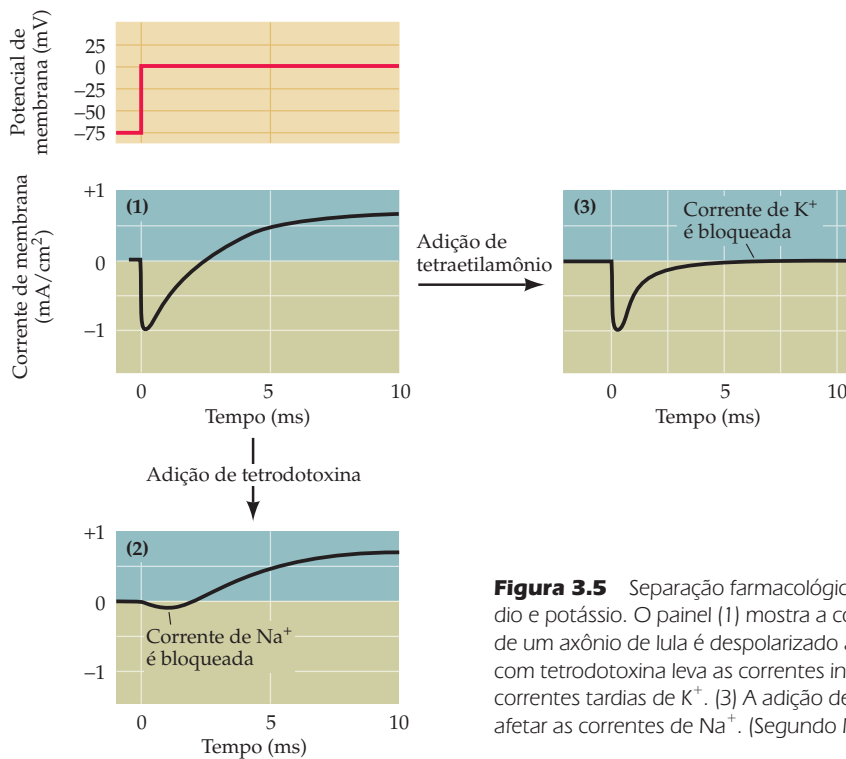 Potencial de
membrana (mV)
25
0
−25
−50
−75
Corrente de membrana
(mA/cm²)
+1
0
−1
(1)
0 5 10
Tempo (ms)
Adição de
tetraetilamônio
(3)
Corrente de K⁺
é bloqueada
0 5 10
Tempo (ms)
Adição de tetrodotoxina
+1
0
−1
(2)
Corrente de Na⁺
é bloqueada
0 5 10
Tempo (ms)
Figura 3.5 Separação farmacológic
dio e potássio. O painel (1) mostra a co
de um axônio de lula é despolarizado a
com tetrodotoxina leva as correntes in
correntes tardias de K⁺. (3) A adição de
afetar as correntes de Na⁺. (Segundo